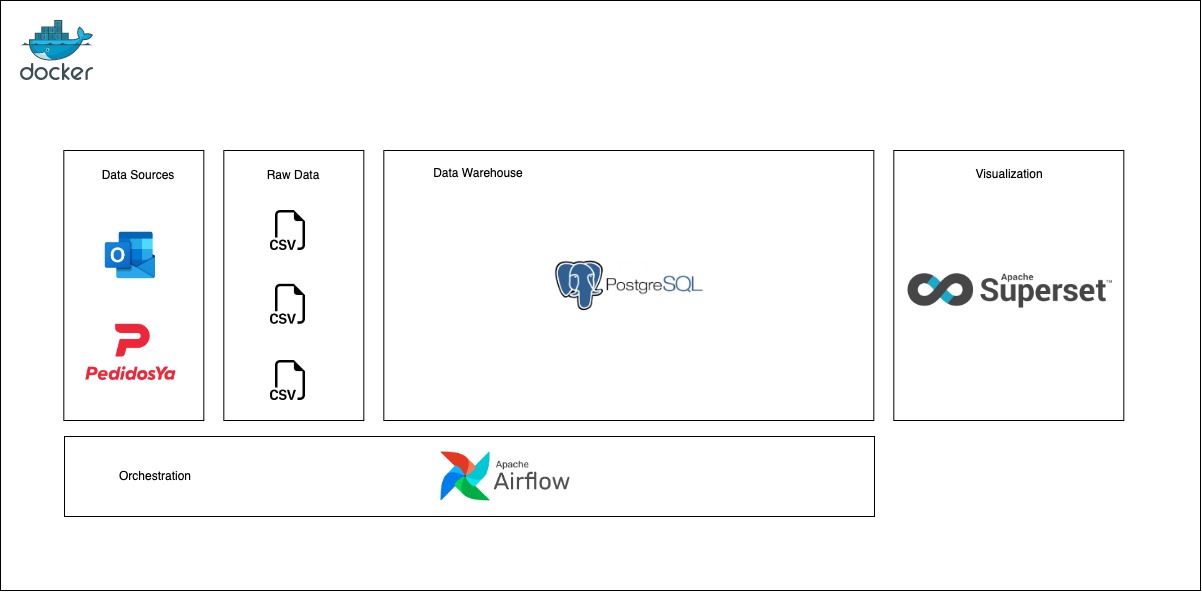 docker
Data Sources
O
PedidosYa
Raw Data
CSV
CSV
CSV
Data Warehouse
PostgreSQL
Visualization
Apache
Superset™
Orchestration
Apache
Airflow